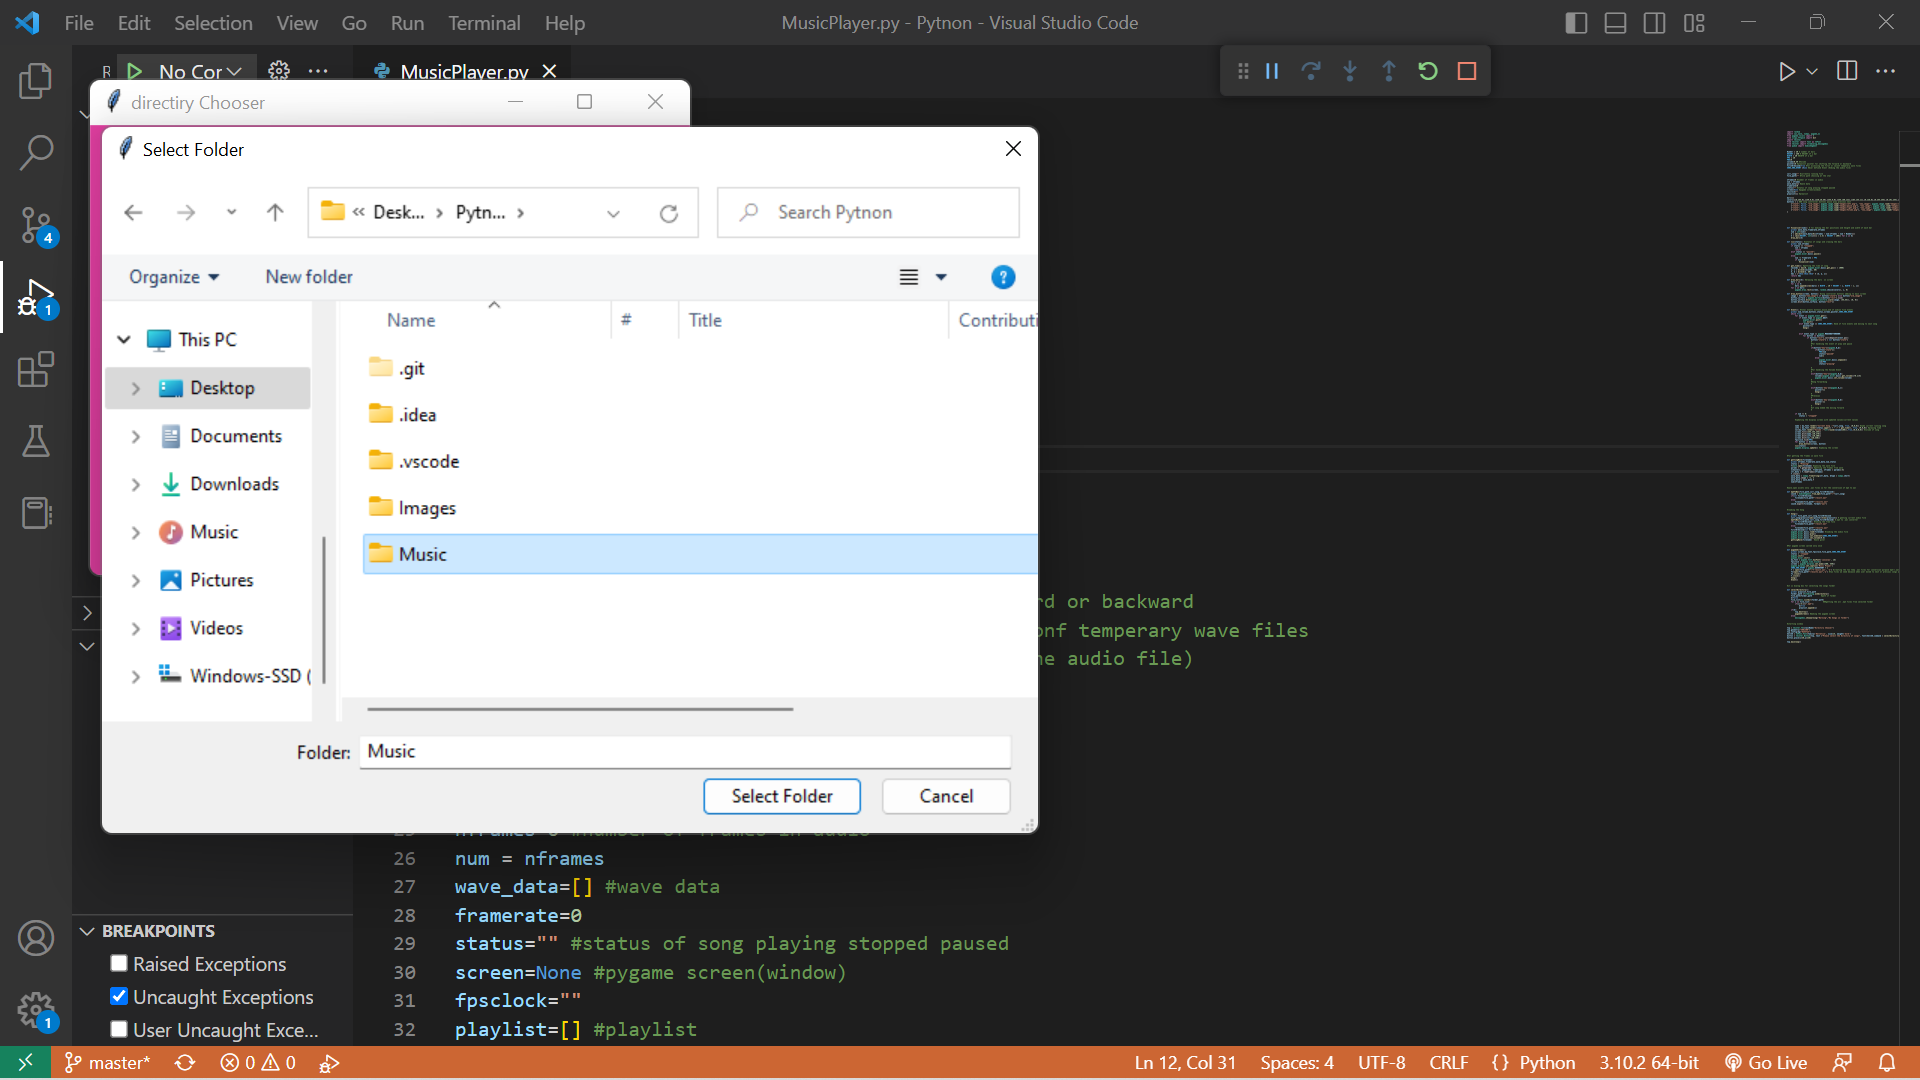 File Edit Selection View Go Run Terminal Help
MusicPlayer.py - Pytnon - Visual Studio Code
No Cor
MusicPlayer.py
directiry Chooser
Select Folder
« Desk... › Pytn... ›
Search Pytnon
Organize
New folder
?
Name
#
Title
Contributi
This PC
Desktop
Documents
Downloads
Music
Pictures
Videos
Windows-SSD (
.git
.idea
.vscode
Images
Music
4
1
rd or backward
onf temperary wave files
he audio file)
Folder: Music
Select Folder
Cancel
26 num = nframes
27 wave_data=[] #wave data
28 framerate=0
29 status="" #status of song playing stopped paused
30 screen=None #pygame screen(window)
31 fpsclock=""
32 playlist=[] #playlist
BREAKPOINTS
Raised Exceptions
Uncaught Exceptions
User Uncaught Exce...
1
master*
0
0
Ln 12, Col 31
Spaces: 4
UTF-8
CRLF
{} Python
3.10.2 64-bit
Go Live